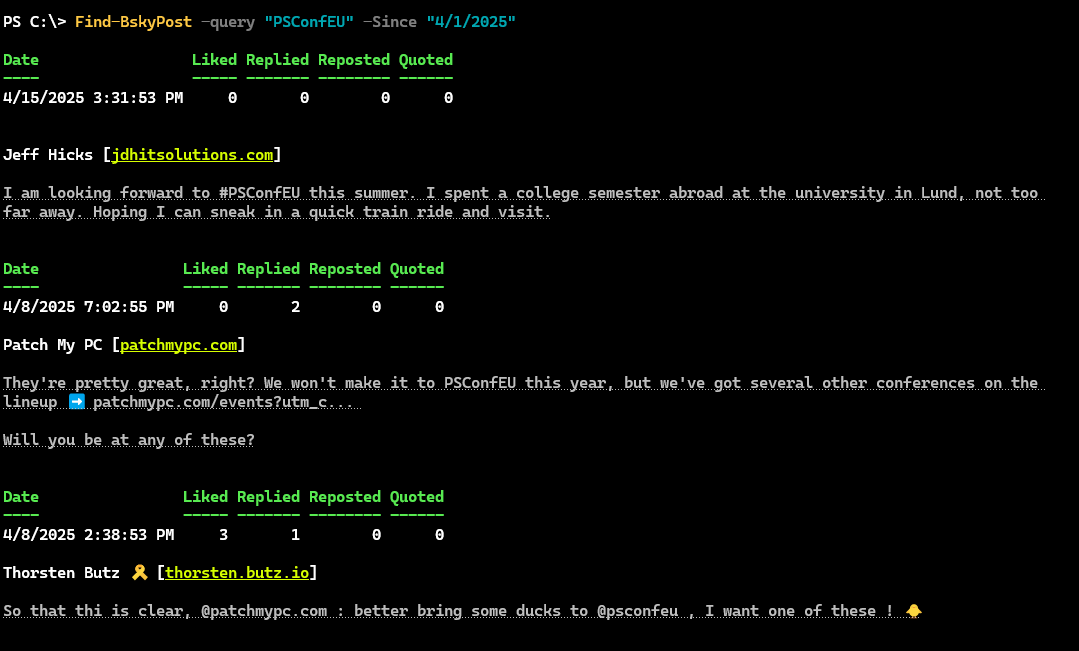 PS C:\> Find-BskyPost -query "PSConfEU" -Since "4/1/2025"
Date Liked Replied Reposted Quoted
---- ----- ------- -------- ------
4/15/2025 3:31:53 PM 0 0 0 0
Jeff Hicks [jdhitsolutions.com]
I am looking forward to #PSConfEU this summer. I spent a college semester abroad at the university in Lund, not too
far away. Hoping I can sneak in a quick train ride and visit.
Date Liked Replied Reposted Quoted
---- ----- ------- -------- ------
4/8/2025 7:02:55 PM 0 2 0 0
Patch My PC [patchmypc.com]
They're pretty great, right? We won't make it to PSConfEU this year, but we've got several other conferences on the
lineup ➡️ patchmypc.com/events?utm_c...
Will you be at any of these?
Date Liked Replied Reposted Quoted
---- ----- ------- -------- ------
4/8/2025 2:38:53 PM 3 1 0 0
Thorsten Butz 🎗️ [thorsten.butz.io]
So that thi is clear, @patchmypc.com : better bring some ducks to @psconfeu , I want one of these ! 🐥